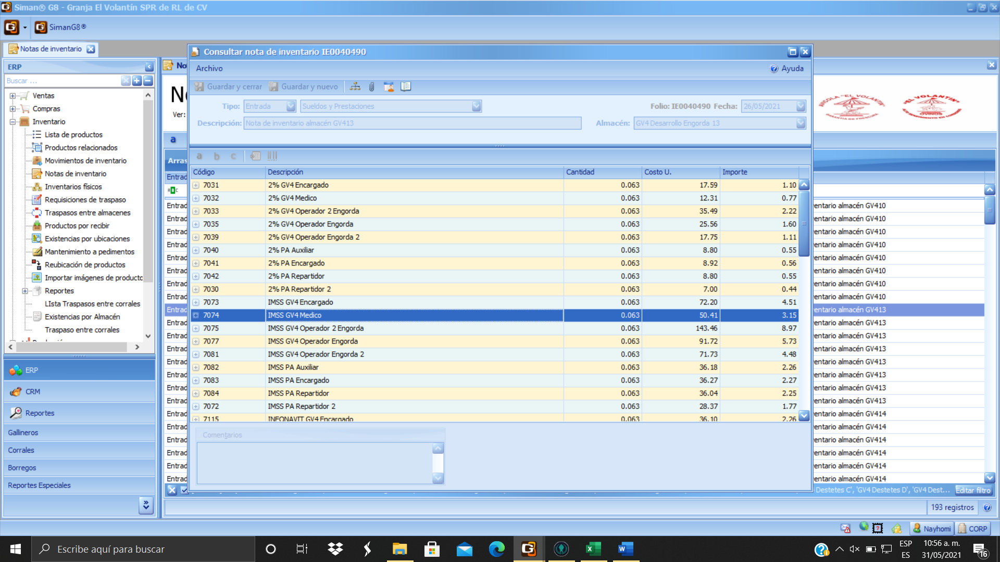 Siman® G8 - Granja El Volantín SPR de RL de CV
SimanG8®
Notas de inventario
ERP
Buscar ...
Ventas
Compras
Inventario
Lista de productos
Productos relacionados
Movimientos de inventario
Notas de inventario
Inventarios físicos
Requisiciones de traspaso
Traspasos entre almacenes
Productos por recibir
Existencias por ubicaciones
Mantenimiento a pedimentos
Reubicación de productos
Importar imágenes de producto
Reportes
LIsta Traspasos entre corrales
Existencias por Almacén
Traspaso entre corrales
ERP
CRM
Reportes
Gallineros
Corrales
Borregos
Reportes Especiales
No
Ver:
a
Arras
Entrad
Consultar nota de inventario IE0040490
Archivo
Ayuda
Guardar y cerrar Guardar y nuevo
Tipo: Entrada Sueldos y Prestaciones Folio: IE0040490 Fecha: 26/05/2021
Descripción: Nota de inventario almacén GV413 Almacén: GV4 Desarrollo Engorda 13
a b c
Código Descripción Cantidad Costo U. Importe
7031 2% GV4 Encargado 0.063 17.59 1.10
7032 2% GV4 Medico 0.063 12.31 0.77
7033 2% GV4 Operador 2 Engorda 0.063 35.49 2.22
7035 2% GV4 Operador Engorda 0.063 25.56 1.60
7039 2% GV4 Operador Engorda 2 0.063 17.75 1.11
7040 2% PA Auxiliar 0.063 8.80 0.55
7041 2% PA Encargado 0.063 8.92 0.56
7042 2% PA Repartidor 0.063 8.80 0.55
7030 2% PA Repartidor 2 0.063 7.00 0.44
7073 IMSS GV4 Encargado 0.063 72.20 4.51
7074 IMSS GV4 Medico 0.063 50.41 3.15
7075 IMSS GV4 Operador 2 Engorda 0.063 143.46 8.97
7077 IMSS GV4 Operador Engorda 0.063 91.72 5.73
7081 IMSS GV4 Operador Engorda 2 0.063 71.73 4.48
7082 IMSS PA Auxiliar 0.063 36.18 2.26
7083 IMSS PA Encargado 0.063 36.27 2.27
7084 IMSS PA Repartidor 0.063 36.04 2.25
7072 IMSS PA Repartidor 2 0.063 28.37 1.77
7115 INFONAVIT GV4 Encargado 0.063 36.10 2.26
Comentarios
Entrad entario almacén GV410
Entrad entario almacén GV410
Entrad entario almacén GV410
Entrad entario almacén GV410
Entrad entario almacén GV410
Entrad entario almacén GV410
Entrad entario almacén GV410
Entrad entario almacén GV410
Entrad entario almacén GV413
Entrad entario almacén GV413
Entrad entario almacén GV413
Entrad entario almacén GV413
Entrad entario almacén GV413
Entrad entario almacén GV413
Entrad entario almacén GV413
Entrad entario almacén GV413
Entrad entario almacén GV414
Entrad entario almacén GV414
Entrad entario almacén GV414
Entrad entario almacén GV414
Entrad entario almacén GV414
Entrad entario almacén GV414
Destetes C', 'GV4 Destetes D', 'GV4 Dest... Editar filtro
193 registros
Nayhomi CORP
Escribe aquí para buscar
ESP
ES
10:56 a. m.
31/05/2021
16